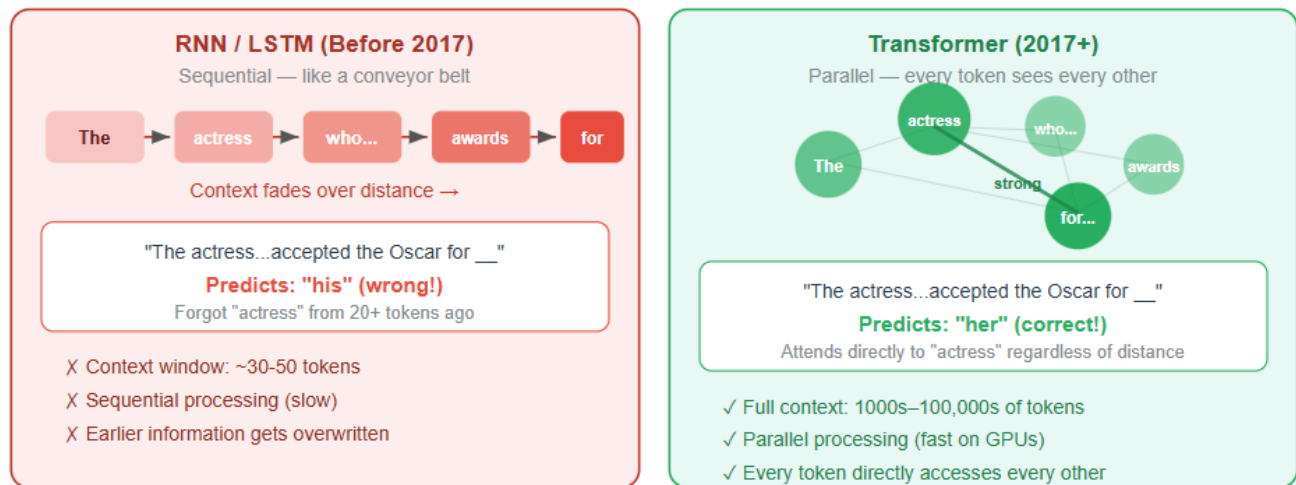 RNN / LSTM (Before 2017)
Sequential — like a conveyor belt
The
actress
who...
awards
for
Context fades over distance →
"The actress...accepted the Oscar for __"
Predicts: "his" (wrong!)
Forgot "actress" from 20+ tokens ago
✗ Context window: ~30-50 tokens
✗ Sequential processing (slow)
✗ Earlier information gets overwritten
Transformer (2017+)
Parallel — every token sees every other
actress
who...
The
awards
strong
for...
"The actress...accepted the Oscar for __"
Predicts: "her" (correct!)
Attends directly to "actress" regardless of distance
✓ Full context: 1000s–100,000s of tokens
✓ Parallel processing (fast on GPUs)
✓ Every token directly accesses every other